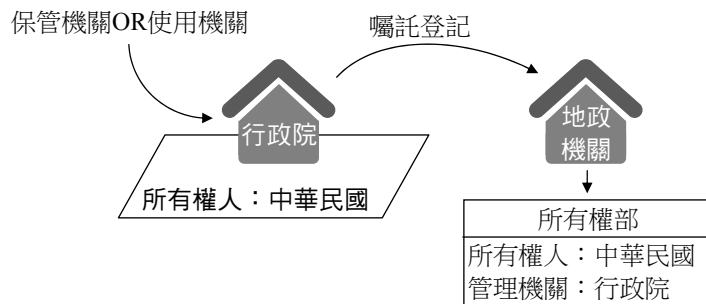 保管機關OR使用機關
囑託登記
行政院
地政
機關
所有權人：中華民國
所有權部
所有權人：中華民國
管理機關：行政院